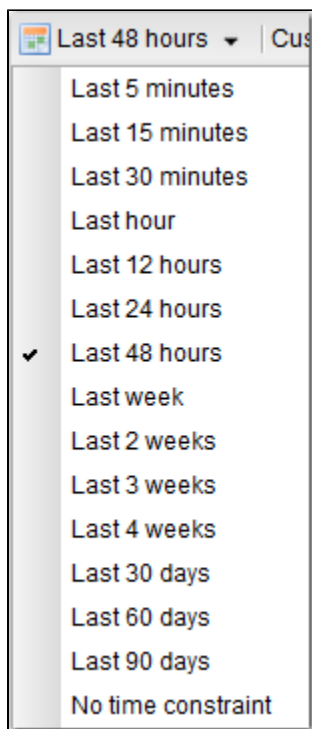 Last 48 hours Cus
Last 5 minutes
Last 15 minutes
Last 30 minutes
Last hour
Last 12 hours
Last 24 hours
Last 48 hours
Last week
Last 2 weeks
Last 3 weeks
Last 4 weeks
Last 30 days
Last 60 days
Last 90 days
No time constraint